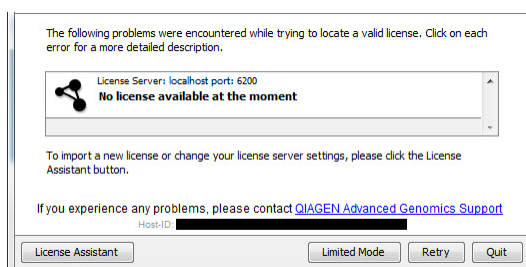 The following problems were encountered while trying to locate a valid license. Click on each
error for a more detailed description.
License Server: localhost port: 6200
No license available at the moment
To import a new license or change your license server settings, please click the License
Assistant button.
If you experience any problems, please contact QIAGEN Advanced Genomics Support
Host-ID:
License Assistant
Limited Mode
Retry
Quit